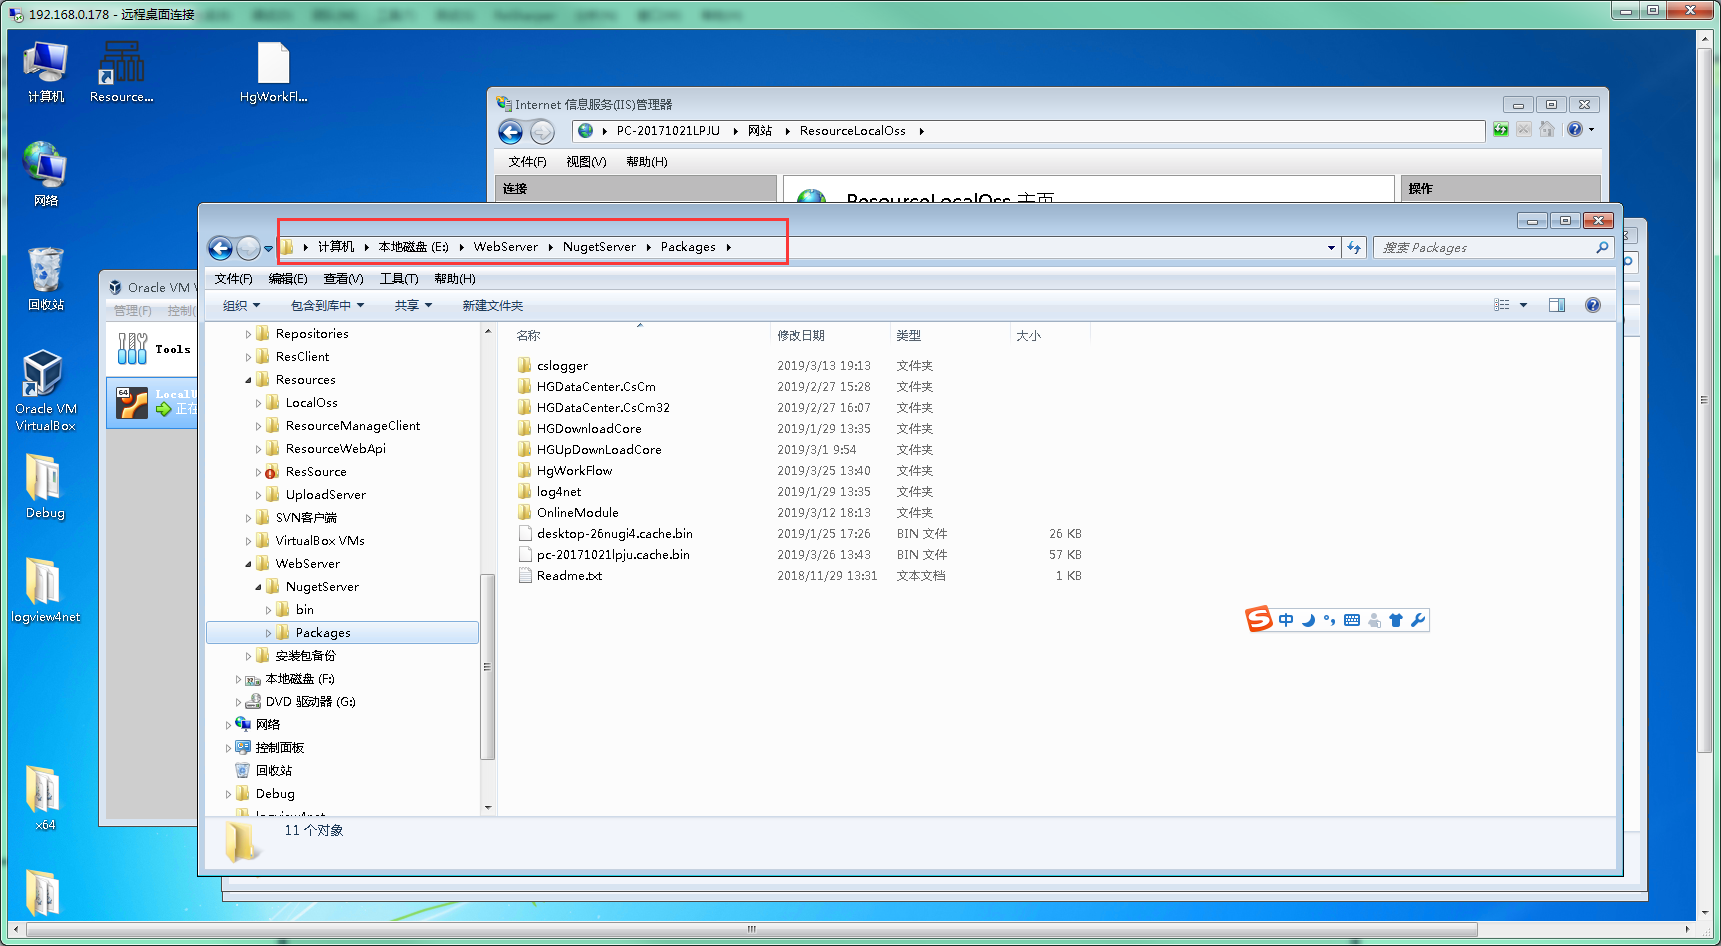 192.168.0.178 - 远程桌面连接
计算机
Resource...
HgWorkFl...
网络
回收站
Oracle VM
VirtualBox
Debug
logview4net
x64
Internet 信息服务(IIS)管理器
PC-20171021LPJU 网站 ResourceLocalOss
文件(F) 视图(V) 帮助(H)
连接
ResourceLocalOss 主页
操作
Oracle VM V
管理(F) 控制(
Tools
64
LocalU
正在
计算机 本地磁盘 (E:) WebServer NugetServer Packages
搜索 Packages
文件(F) 编辑(E) 查看(V) 工具(T) 帮助(H)
组织 包含到库中 共享 新建文件夹
Repositories
ResClient
Resources
LocalOss
ResourceManageClient
ResourceWebApi
ResSource
UploadServer
SVN客户端
VirtualBox VMs
WebServer
NugetServer
bin
Packages
安装包备份
本地磁盘 (F:)
DVD 驱动器 (G:)
网络
控制面板
回收站
Debug
logview4net
名称 修改日期 类型 大小
cslogger 2019/3/13 19:13 文件夹
HGDataCenter.CsCm 2019/2/27 15:28 文件夹
HGDataCenter.CsCm32 2019/2/27 16:07 文件夹
HGDownloadCore 2019/1/29 13:35 文件夹
HGUpDownLoadCore 2019/3/1 9:54 文件夹
HgWorkFlow 2019/3/25 13:40 文件夹
log4net 2019/1/29 13:35 文件夹
OnlineModule 2019/3/12 18:13 文件夹
desktop-26nugi4.cache.bin 2019/1/25 17:26 BIN 文件 26 KB
pc-20171021lpju.cache.bin 2019/3/26 13:43 BIN 文件 57 KB
Readme.txt 2018/11/29 13:31 文本文档 1 KB
中
11 个对象